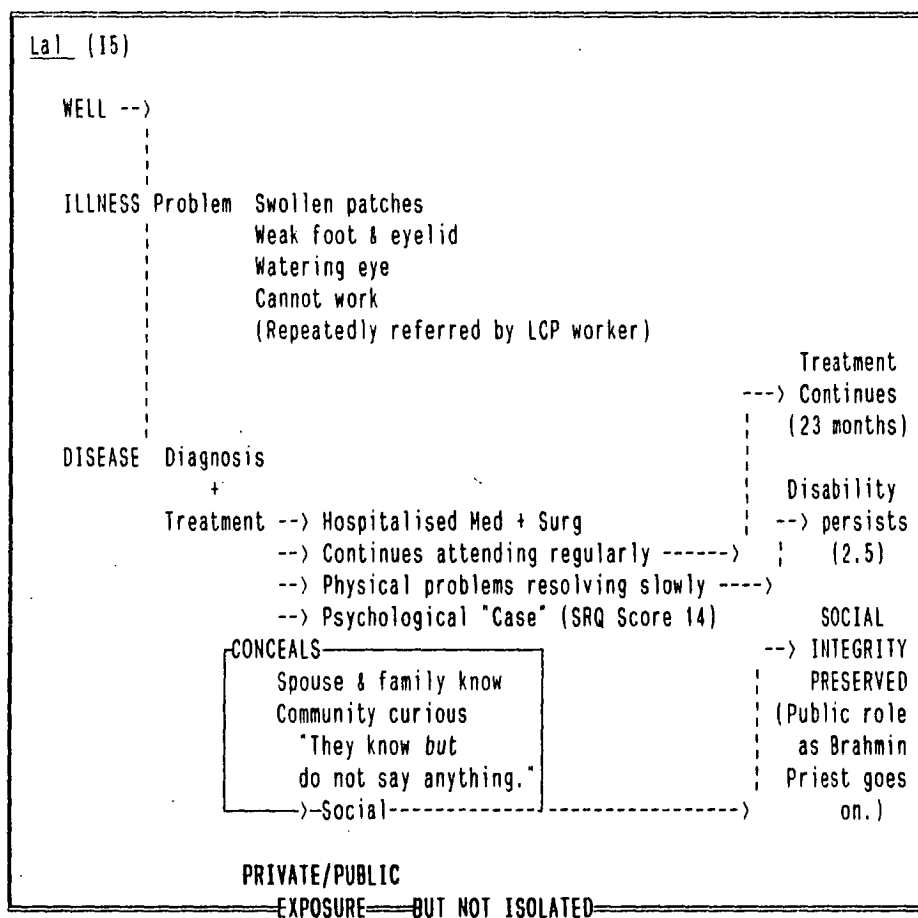 Lal (I5)
WELL -->
ILLNESS Problem Swollen patches
Weak foot & eyelid
Watering eye
Cannot work
(Repeatedly referred by LCP worker)
Treatment
---> Continues
(23 months)
DISEASE Diagnosis
+
Disability
Treatment --> Hospitalised Med + Surg --> persists
--> Continues attending regularly ------> (2.5)
--> Physical problems resolving slowly ---->
--> Psychological "Case" (SRQ Score 14) SOCIAL
CONCEALS --> INTEGRITY
Spouse & family know PRESERVED
Community curious (Public role
"They know but as Brahmin
do not say anything." Priest goes
>-Social------------------------------------> on.)
PRIVATE/PUBLIC
EXPOSURE BUT NOT ISOLATED